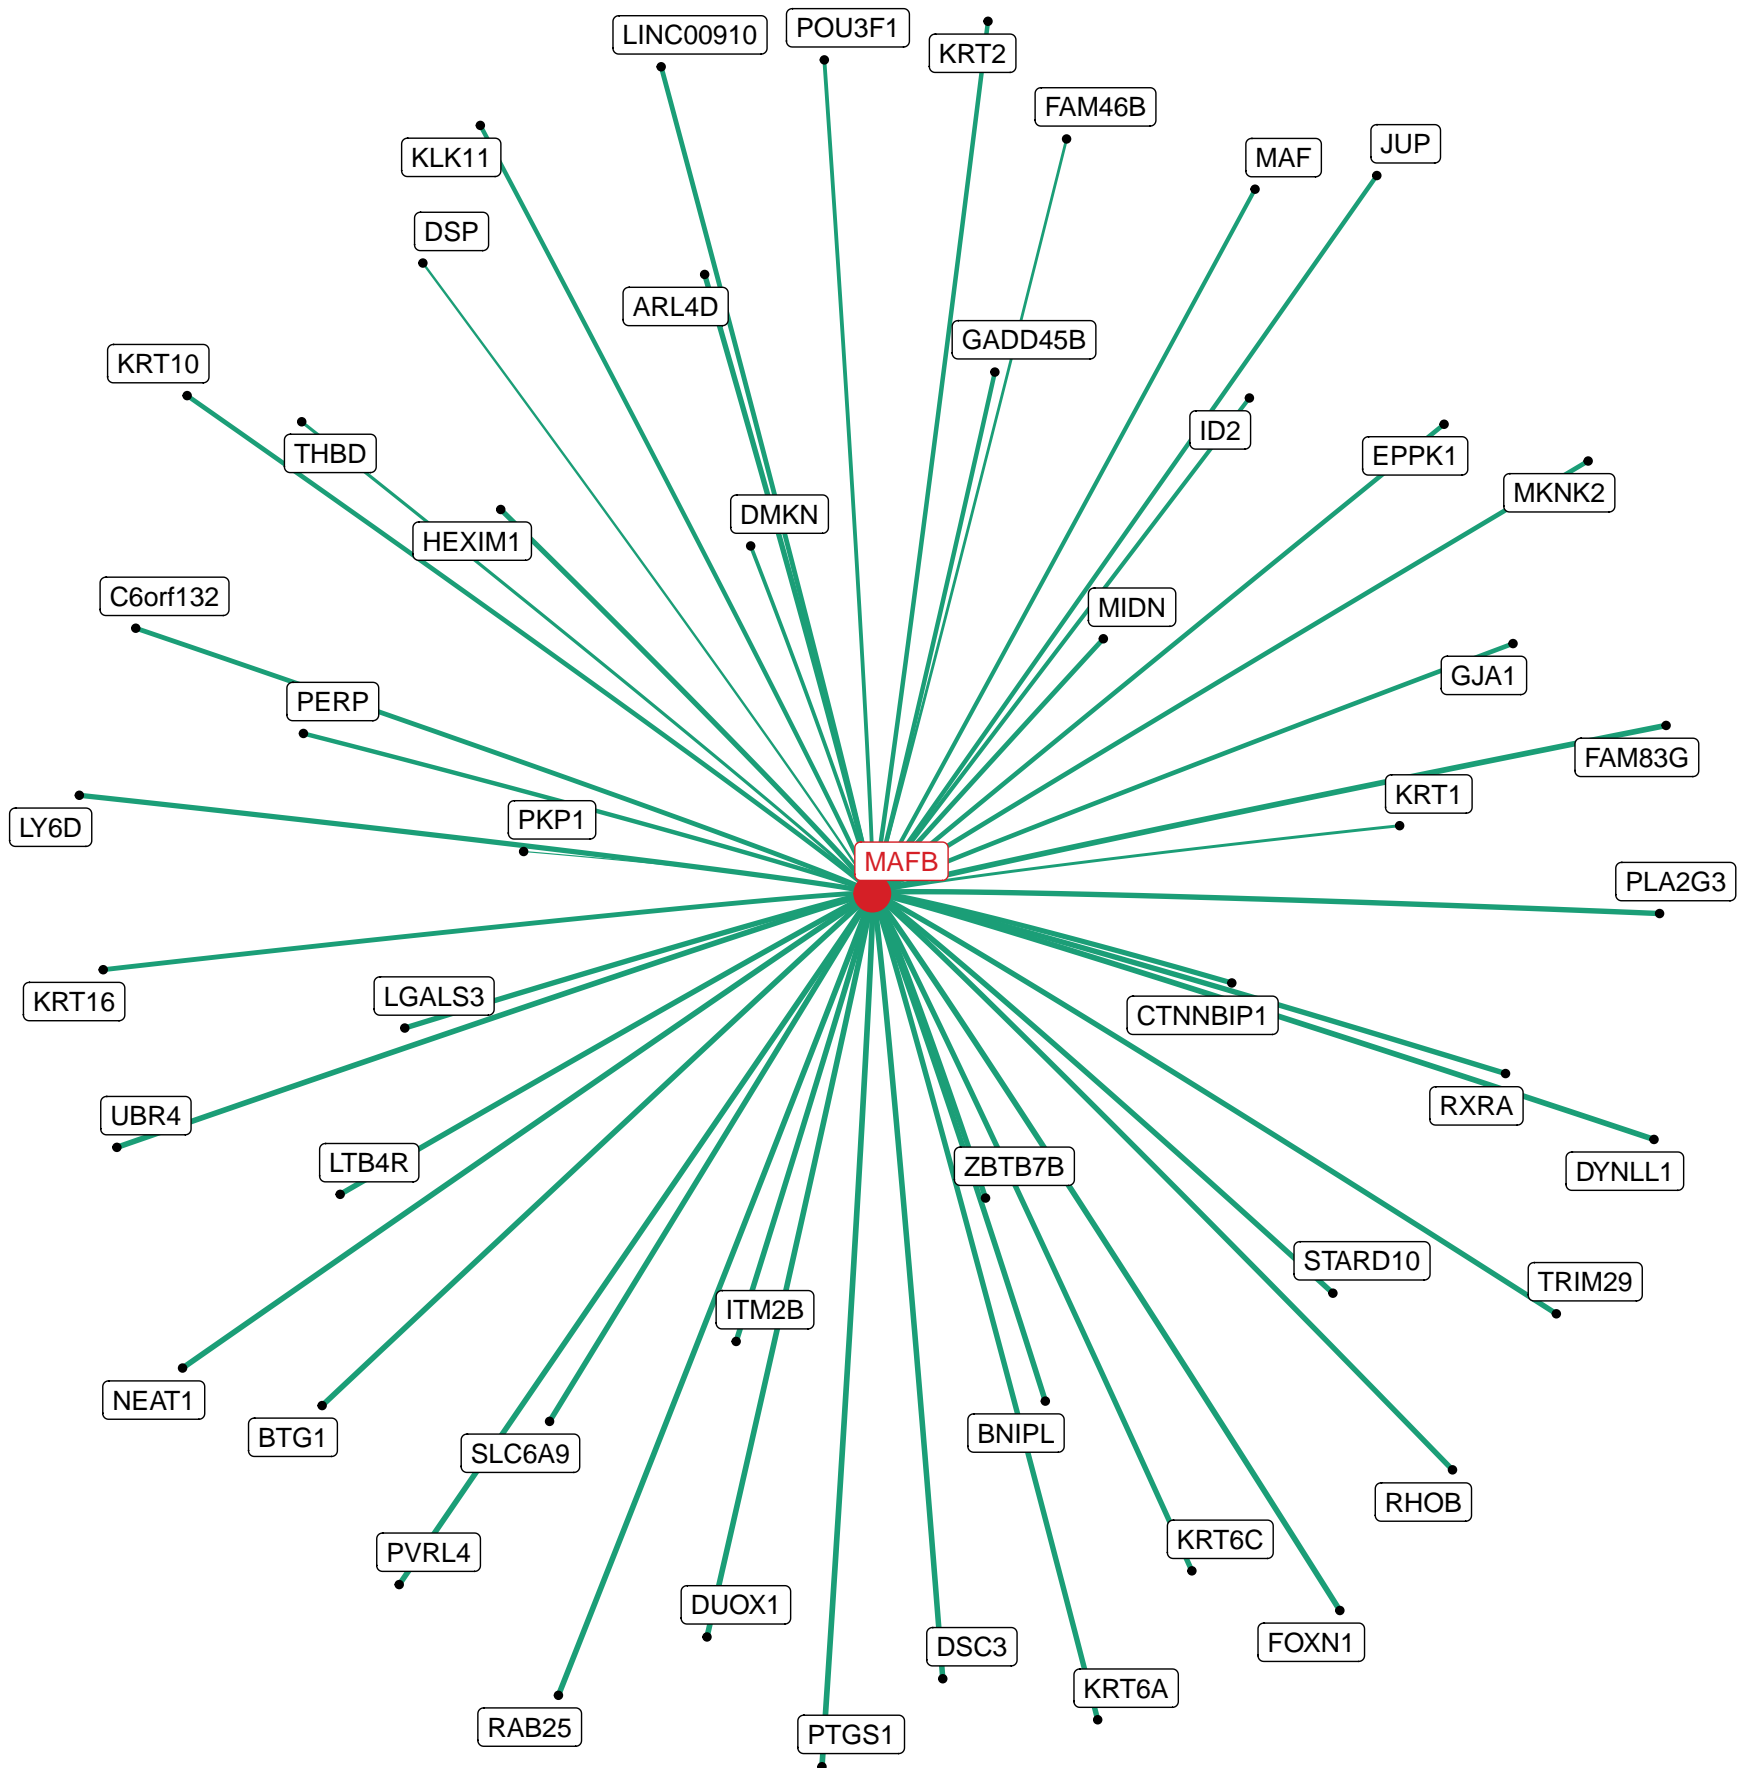 POU3F1
LINC00910
KRT2
FAM46B
JUP
KLK11
MAF
DSP
ARL4D
GADD45B
KRT10
ID2
THBD
EPPK1
MKNK2
DMKN
HEXIM1
C6orf132
MIDN
GJA1
PERP
FAM83G
KRT1
PKP1
LY6D
MAFB
PLA2G3
LGALS3
KRT16
CTNNBIP1
RXRA
UBR4
LTB4R
ZBTB7B
DYNLL1
STARD10
TRIM29
ITM2B
NEAT1
BTG1
BNIPL
SLC6A9
RHOB
KRT6C
PVRL4
DUOX1
FOXN1
DSC3
KRT6A
RAB25
PTGS1